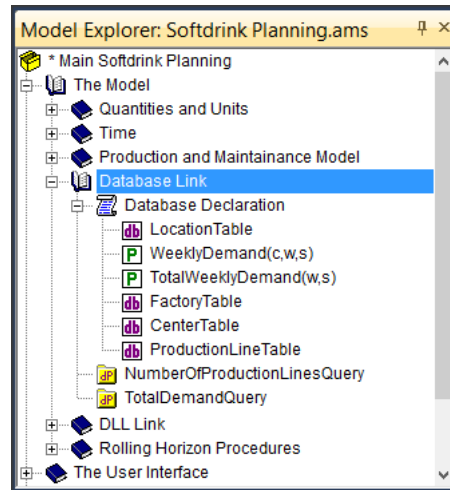 Model Explorer: Softdrink Planning.ams
* Main Softdrink Planning
The Model
Quantities and Units
Time
Production and Maintainance Model
Database Link
Database Declaration
db LocationTable
P WeeklyDemand(c,w,s)
P TotalWeeklyDemand(w,s)
db FactoryTable
db CenterTable
db ProductionLineTable
dP NumberOfProductionLinesQuery
dP TotalDemandQuery
DLL Link
Rolling Horizon Procedures
The User Interface